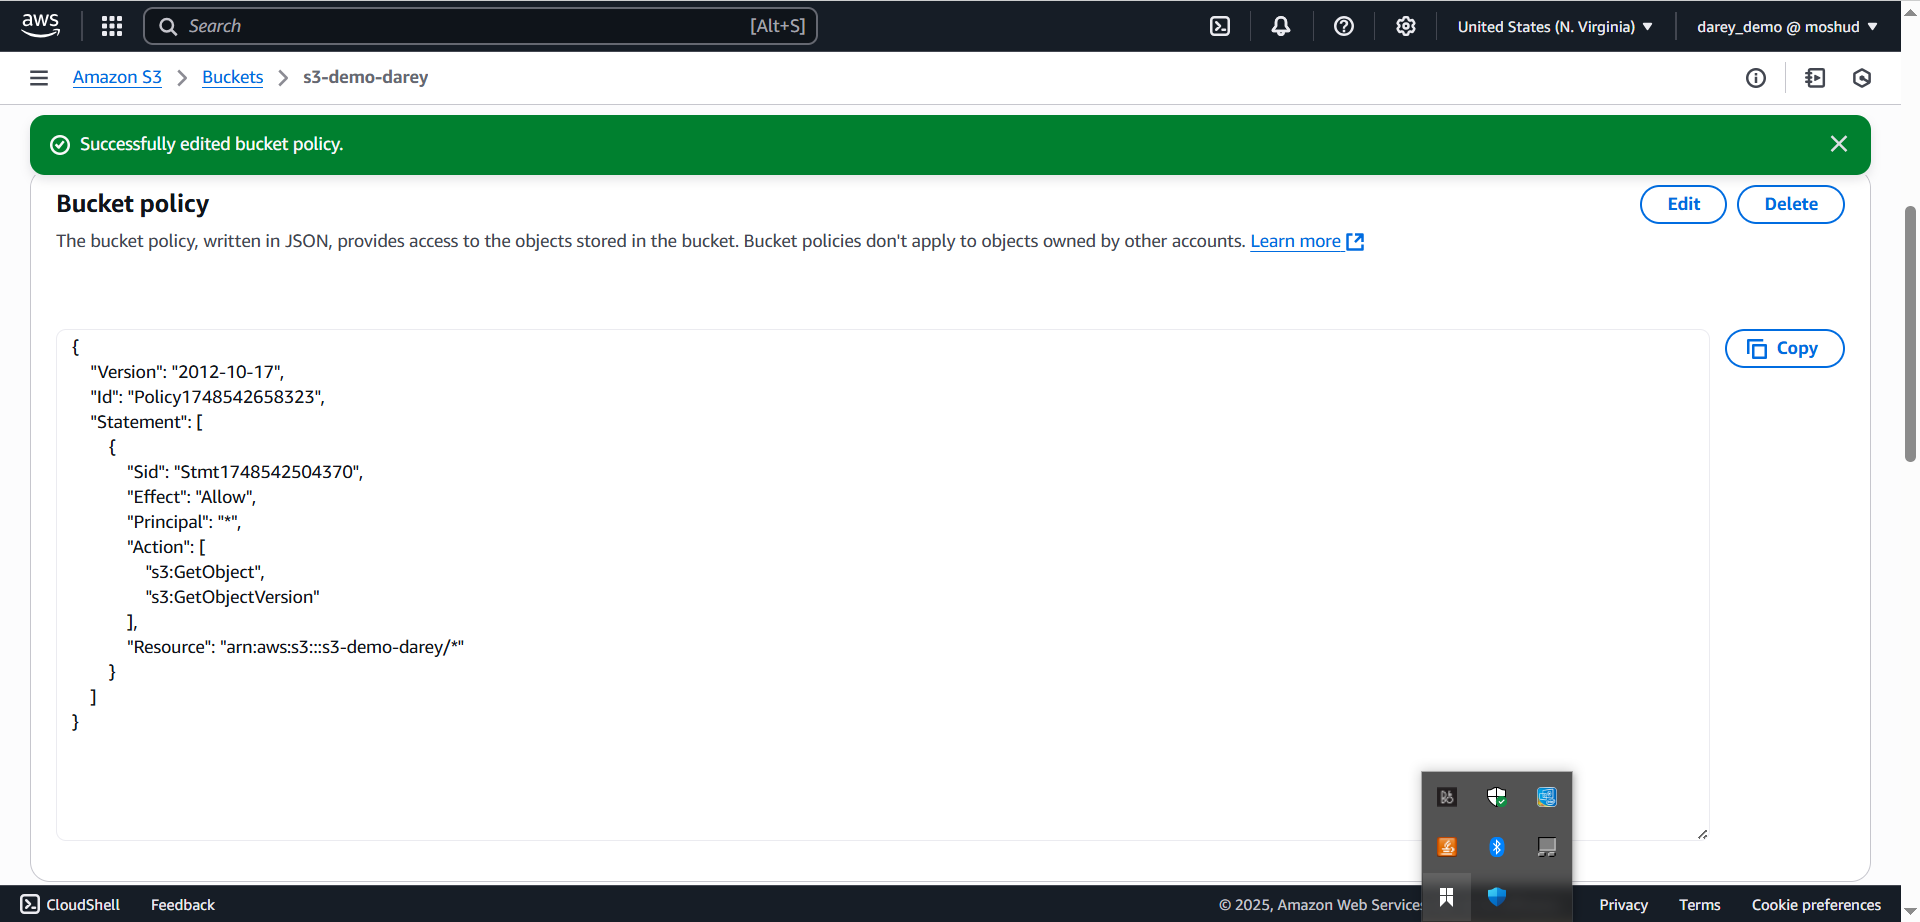 aws
Search
[Alt+S]
United States (N. Virginia)
darey_demo @ moshud
Amazon S3
Buckets
s3-demo-darey
Successfully edited bucket policy.
Bucket policy
Edit
Delete
The bucket policy, written in JSON, provides access to the objects stored in the bucket. Bucket policies don't apply to objects owned by other accounts. Learn more
Copy
{
"Version": "2012-10-17",
"Id": "Policy1748542658323",
"Statement": [
{
"Sid": "Stmt1748542504370",
"Effect": "Allow",
"Principal": "*",
"Action": [
"s3:GetObject",
"s3:GetObjectVersion"
],
"Resource": "arn:aws:s3:::s3-demo-darey/*"
}
]
}
CloudShell
Feedback
© 2025, Amazon Web Services
Privacy
Terms
Cookie preferences